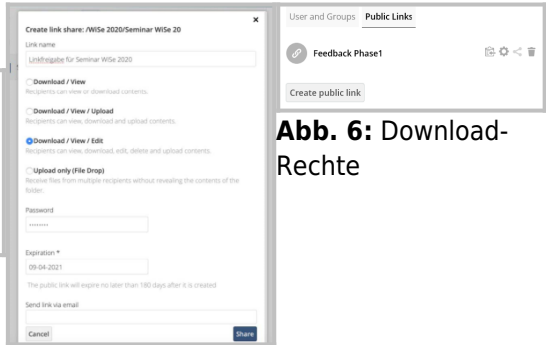 Create link share: /WiSe 2020/Seminar WiSe 20
Link name
Linkfreigabe für Seminar WiSe 2020
Download / View
Recipients can view or download contents.
Download / View / Upload
Recipients can view, download and upload contents.
Download / View / Edit
Recipients can view, download, edit, delete and upload contents.
Upload only (File Drop)
Receive files from multiple recipients without revealing the contents of the
folder.
Password
••••••••
Expiration *
09-04-2021
The public link will expire no later than 180 days after it is created
Send link via email
Cancel
Share
User and Groups Public Links
Feedback Phase1
Create public link
Abb. 6: Download-
Rechte